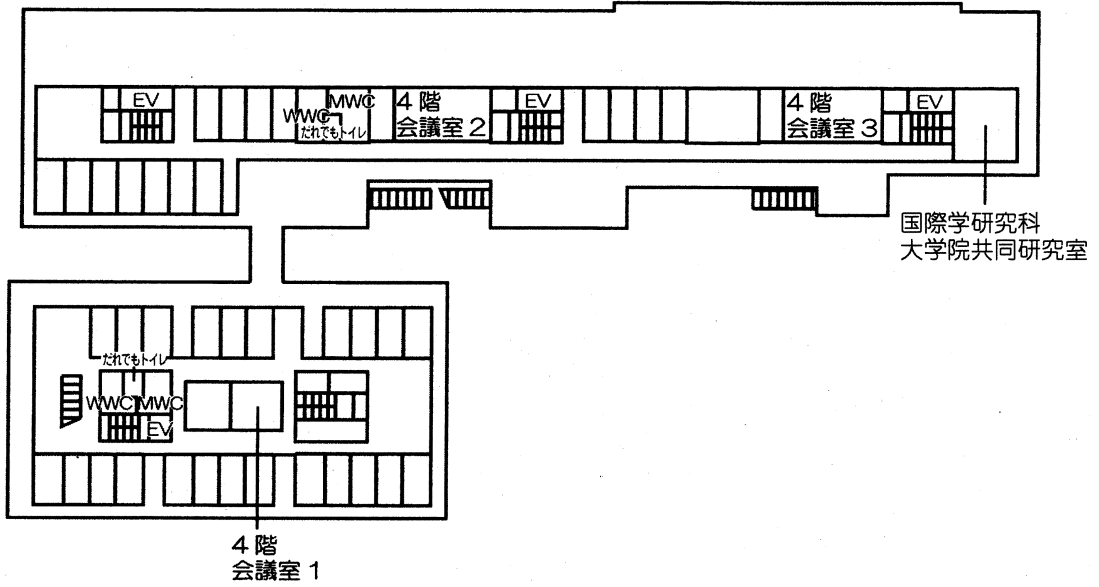 EV
WWC
MWC
だれでもトイレ
4階
会議室2
EV
4階
会議室3
EV
国際学研究科
大学院共同研究室
だれでもトイレ
WWC
MWC
EV
4階
会議室1